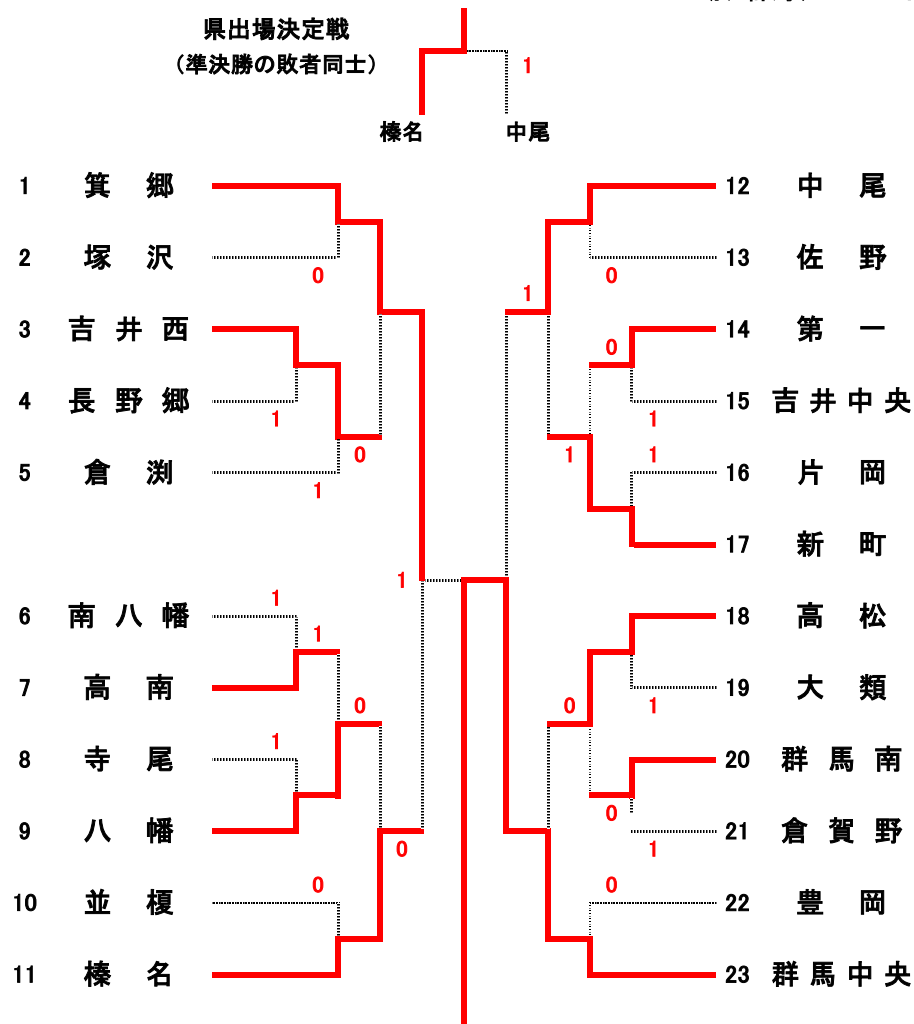 県出場決定戦
(準決勝の敗者同士)
1
榛名 中尾
1 箕郷
2 塚沢
0
3 吉井西
4 長野郷
1
5 倉渕
0
1
1
1
6 南八幡
1
7 高南
0
8 寺尾
1
9 八幡
0
10 並榎
0
11 榛名
12 中尾
13 佐野
0
1
14 第一
0
15 吉井中央
1
1
16 片岡
1
17 新町
18 高松
19 大類
1
0
20 群馬南
0
21 倉賀野
1
0
22 豊岡
23 群馬中央